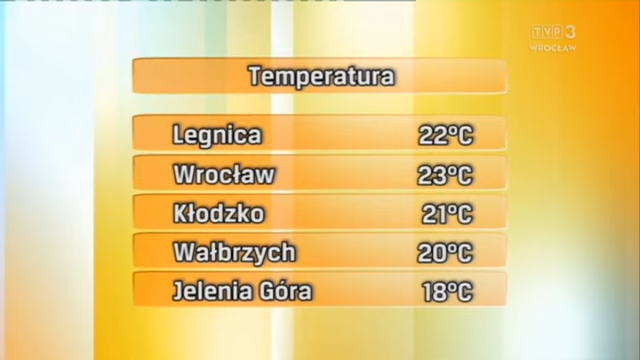 TVP3
WROCŁAW
Temperatura
Legnica 22°C
Wrocław 23°C
Kłodzko 21°C
Wałbrzych 20°C
Jelenia Góra 18°C